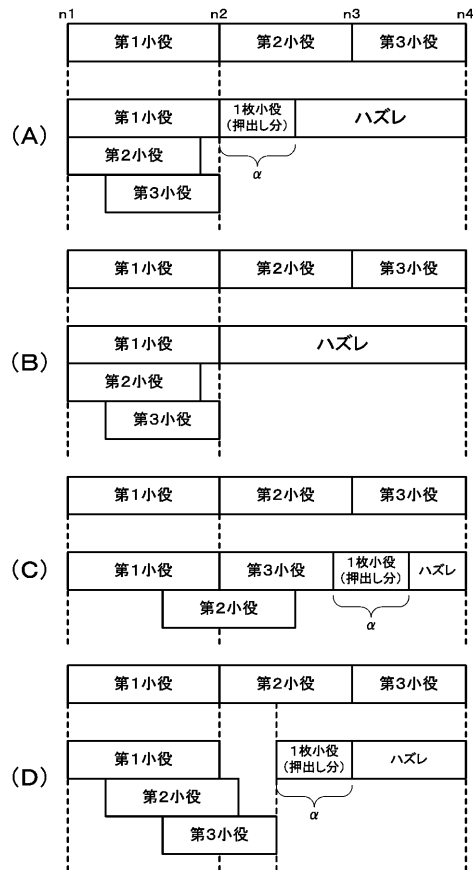 n1 n2 n3 n4
第1小役 第2小役 第3小役
(A)
第1小役 1枚小役 ハズレ
(押出し分)
第2小役 α
第3小役
第1小役 第2小役 第3小役
(B)
第1小役 ハズレ
第2小役
第3小役
第1小役 第2小役 第3小役
(C)
第1小役 第3小役 1枚小役 ハズレ
(押出し分)
第2小役 α
第1小役 第2小役 第3小役
(D)
第1小役 1枚小役 ハズレ
(押出し分)
第2小役 α
第3小役